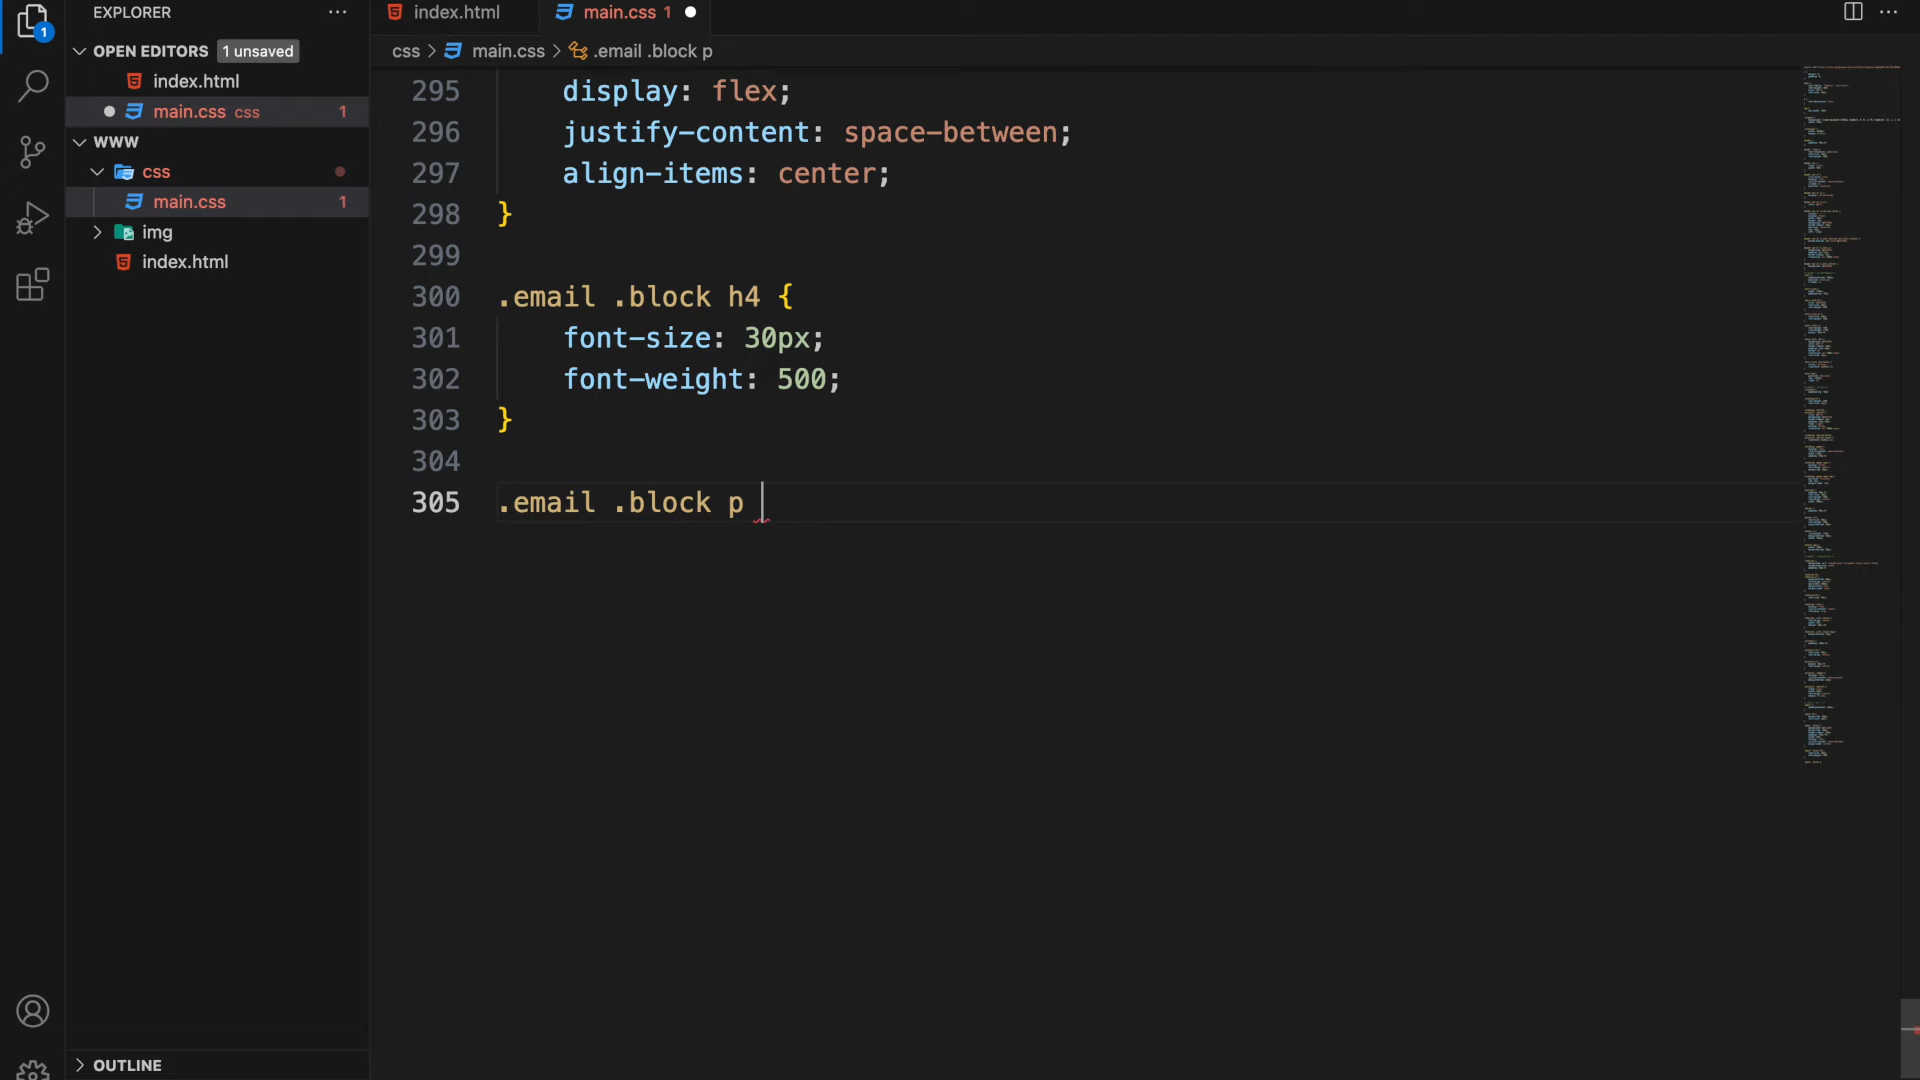 EXPLORER
OPEN EDITORS 1 unsaved
index.html
main.css css 1
WWW
css
main.css 1
img
index.html
OUTLINE
1
index.html
main.css 1
css > main.css > .email .block p
295 display: flex;
296 justify-content: space-between;
297 align-items: center;
298 }
299
300 .email .block h4 {
301 font-size: 30px;
302 font-weight: 500;
303 }
304
305 .email .block p